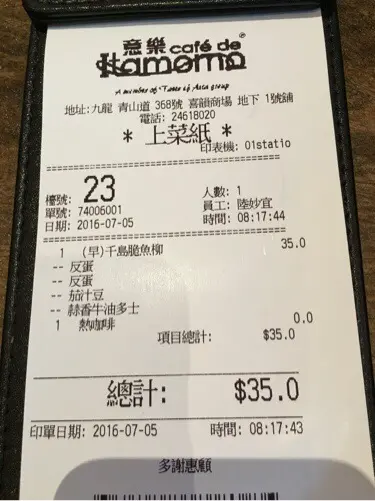 意樂 café de
itamomo
A member of Taste of Asia group
地址:九龍 青山道 368號 喜韻商場 地下 1號舖
電話: 24618020
* 上菜紙 *
印表機: 01statio
檯號: 23 人數: 1
單號: 74006001 員工: 陸妙宜
日期: 2016-07-05 時間: 08:17:44
1 (早)千島脆魚柳 35.0
-- 反蛋
-- 反蛋
-- 茄汁豆
-- 蒜香牛油多士
1 熱咖啡 0.0
項目總計: $35.0
總計: $35.0
印單日期: 2016-07-05 時間: 08:17:43
多謝惠顧